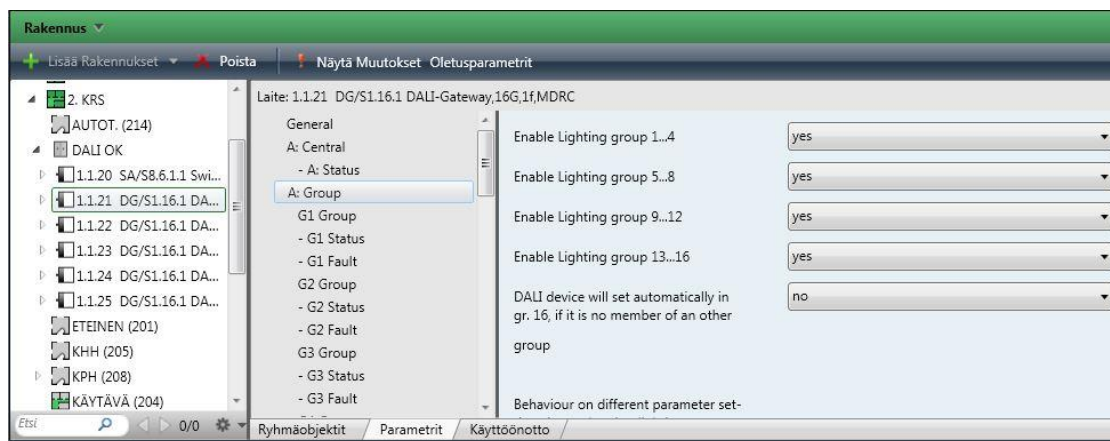 Rakennus
Lisää Rakennukset Poista Näytä Muutokset Oletusparametrit
2. KRS
AUTOT. (214)
DALI OK
1.1.20 SA/S8.6.1.1 Swi...
1.1.21 DG/S1.16.1 DA...
1.1.22 DG/S1.16.1 DA...
1.1.23 DG/S1.16.1 DA...
1.1.24 DG/S1.16.1 DA...
1.1.25 DG/S1.16.1 DA...
ETEINEN (201)
KHH (205)
KPH (208)
KÄYTÄVÄ (204)
Etsi 0/0
Laite: 1.1.21 DG/S1.16.1 DALI-Gateway,16G,1f,MDRC
General
A: Central
- A: Status
A: Group
G1 Group
- G1 Status
- G1 Fault
G2 Group
- G2 Status
- G2 Fault
G3 Group
- G3 Status
- G3 Fault
Enable Lighting group 1...4 yes
Enable Lighting group 5...8 yes
Enable Lighting group 9...12 yes
Enable Lighting group 13...16 yes
DALI device will set automatically in no
gr. 16, if it is no member of an other
group
Behaviour on different parameter set-
Ryhmäobjektit Parametrit Käyttöönotto